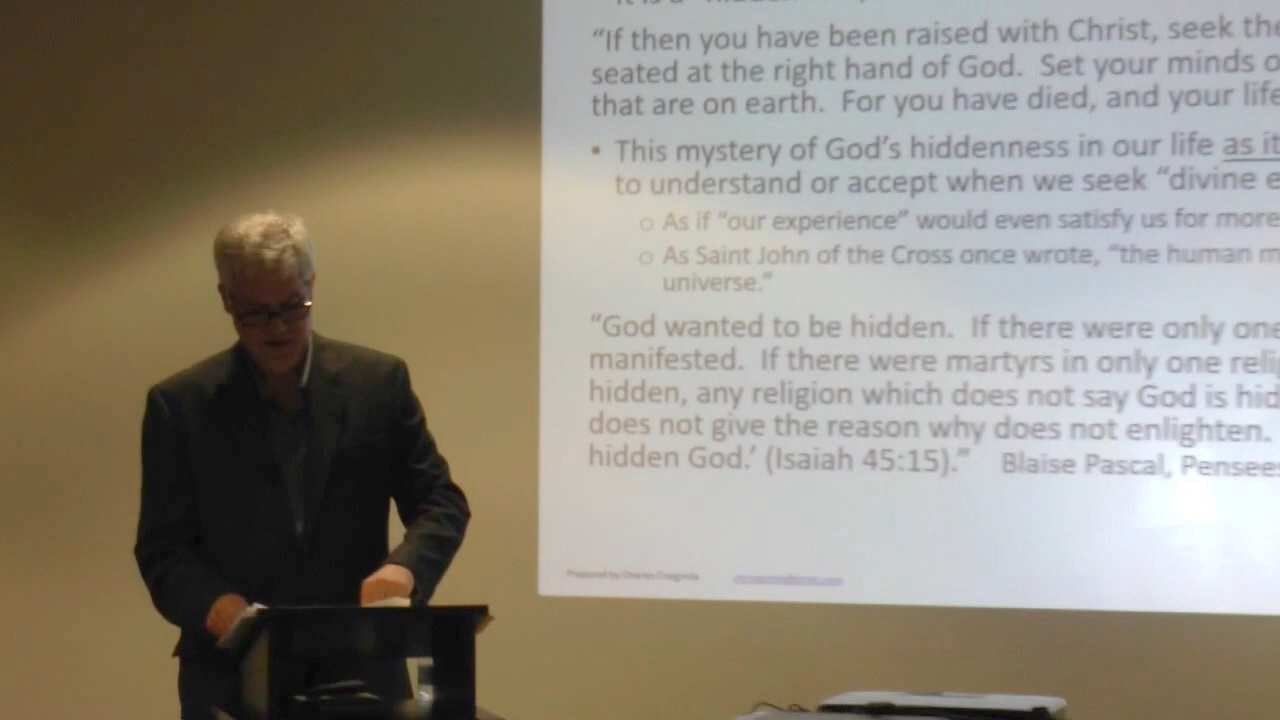 “If then you have been raised with Christ, seek the
seated at the right hand of God.  Set your minds o
that are on earth.  For you have died, and your life
• This mystery of God’s hiddenness in our life as it
to understand or accept when we seek “divine e
o As if “our experience” would even satisfy us for more
o As Saint John of the Cross once wrote, “the human m
universe.”
“God wanted to be hidden.  If there were only one
manifested.  If there were martyrs in only one reli
hidden, any religion which does not say God is hid
does not give the reason why does not enlighten.
hidden God.’ (Isaiah 45:15).”    Blaise Pascal, Pensees
Prepared by Charles